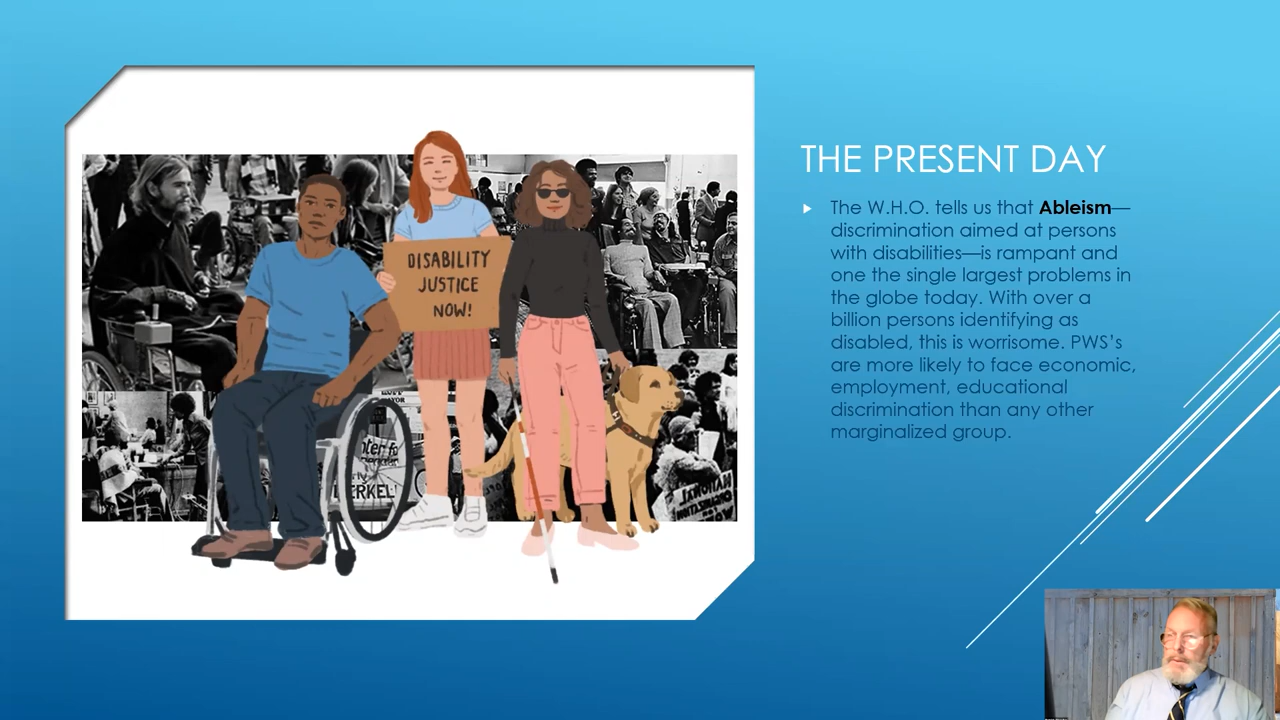 THE PRESENT DAY
The W.H.O. tells us that Ableism—
discrimination aimed at persons
with disabilities—is rampant and
one the single largest problems in
the globe today. With over a
billion persons identifying as
disabled, this is worrisome. PWS's
are more likely to face economic,
employment, educational
discrimination than any other
marginalized group.
DISABILITY
JUSTICE
NOW!